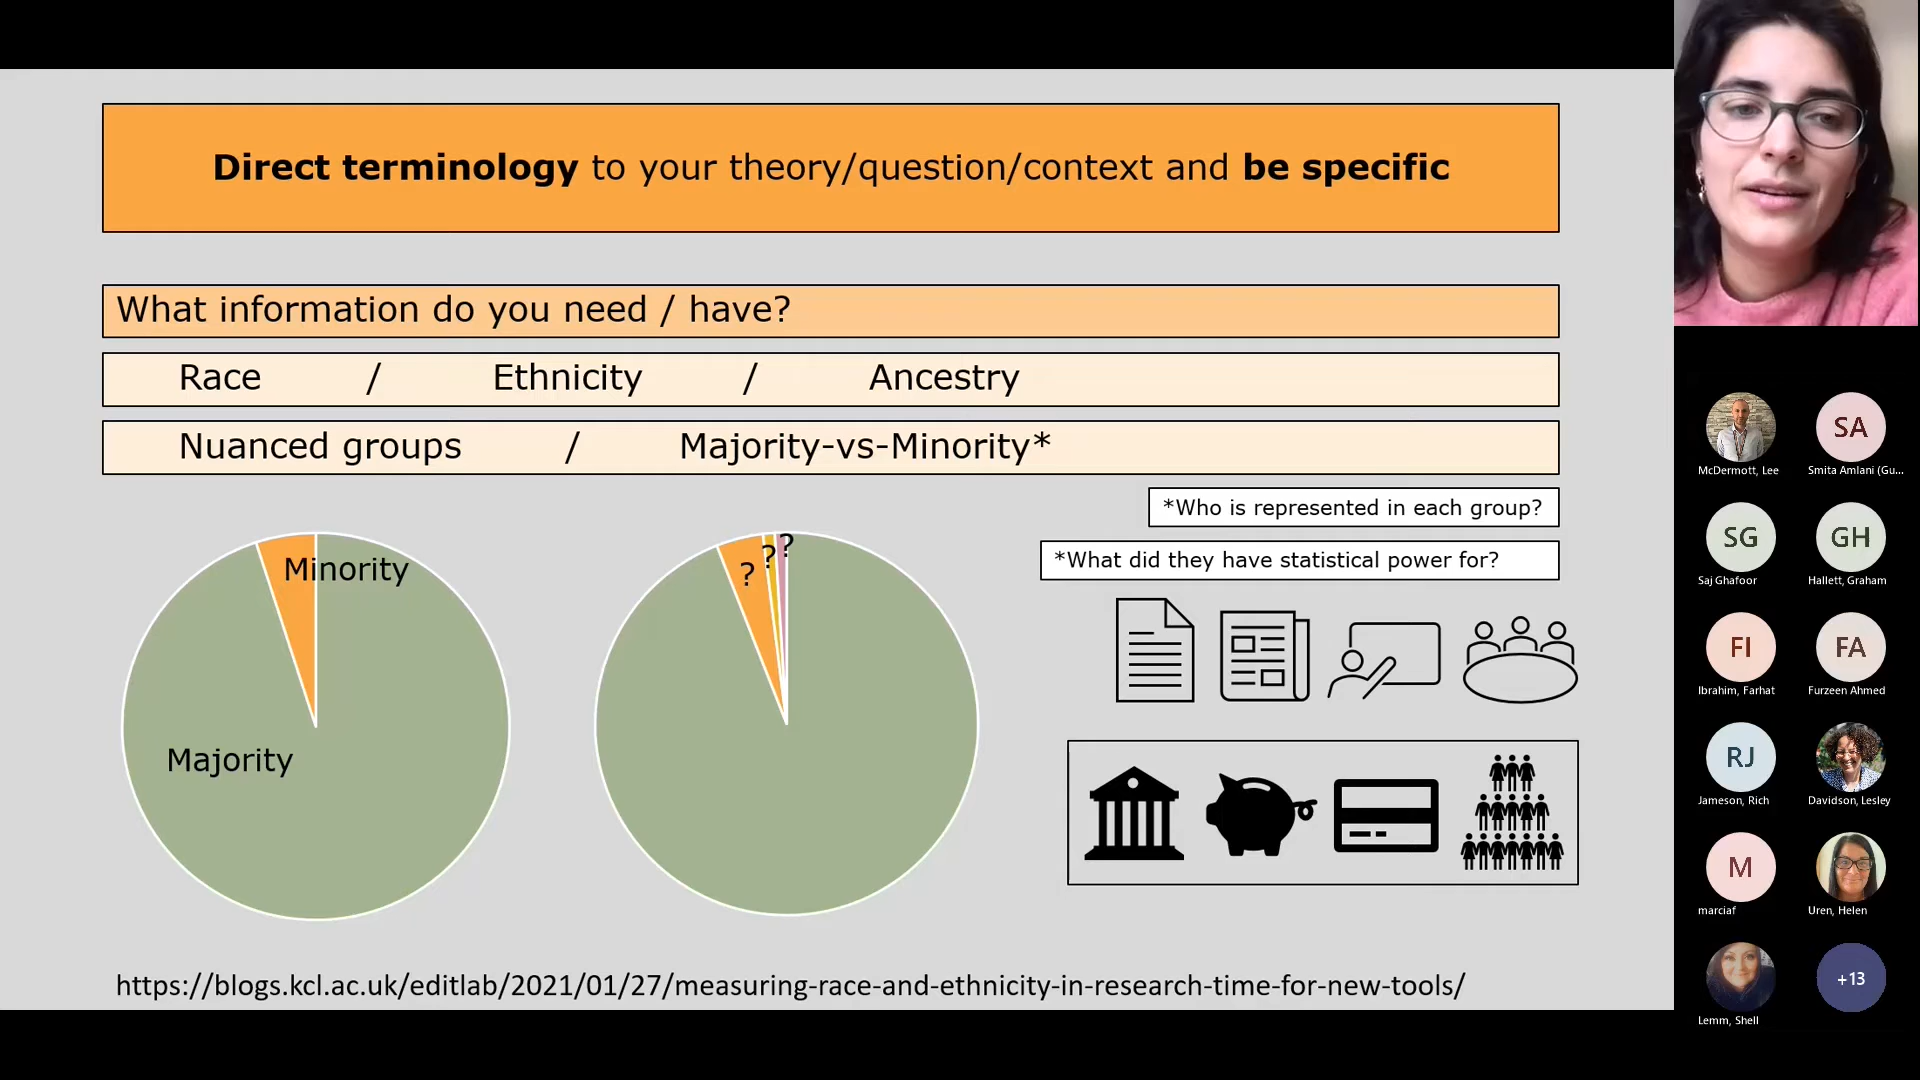 Direct terminology to your theory/question/context and be specific
What information do you need / have?
Race / Ethnicity / Ancestry
Nuanced groups / Majority-vs-Minority*
*Who is represented in each group?
*What did they have statistical power for?
Minority
Majority
? ? ?
https://blogs.kcl.ac.uk/editlab/2021/01/27/measuring-race-and-ethnicity-in-research-time-for-new-tools/
McDermott, Lee
SA
Smita Amlani (Gu...
SG
Saj Ghafoor
GH
Hallett, Graham
FI
Ibrahim, Farhat
FA
Furzeen Ahmed
RJ
Jameson, Rich
Davidson, Lesley
M
marciaf
Uren, Helen
Lemm, Shell
+13